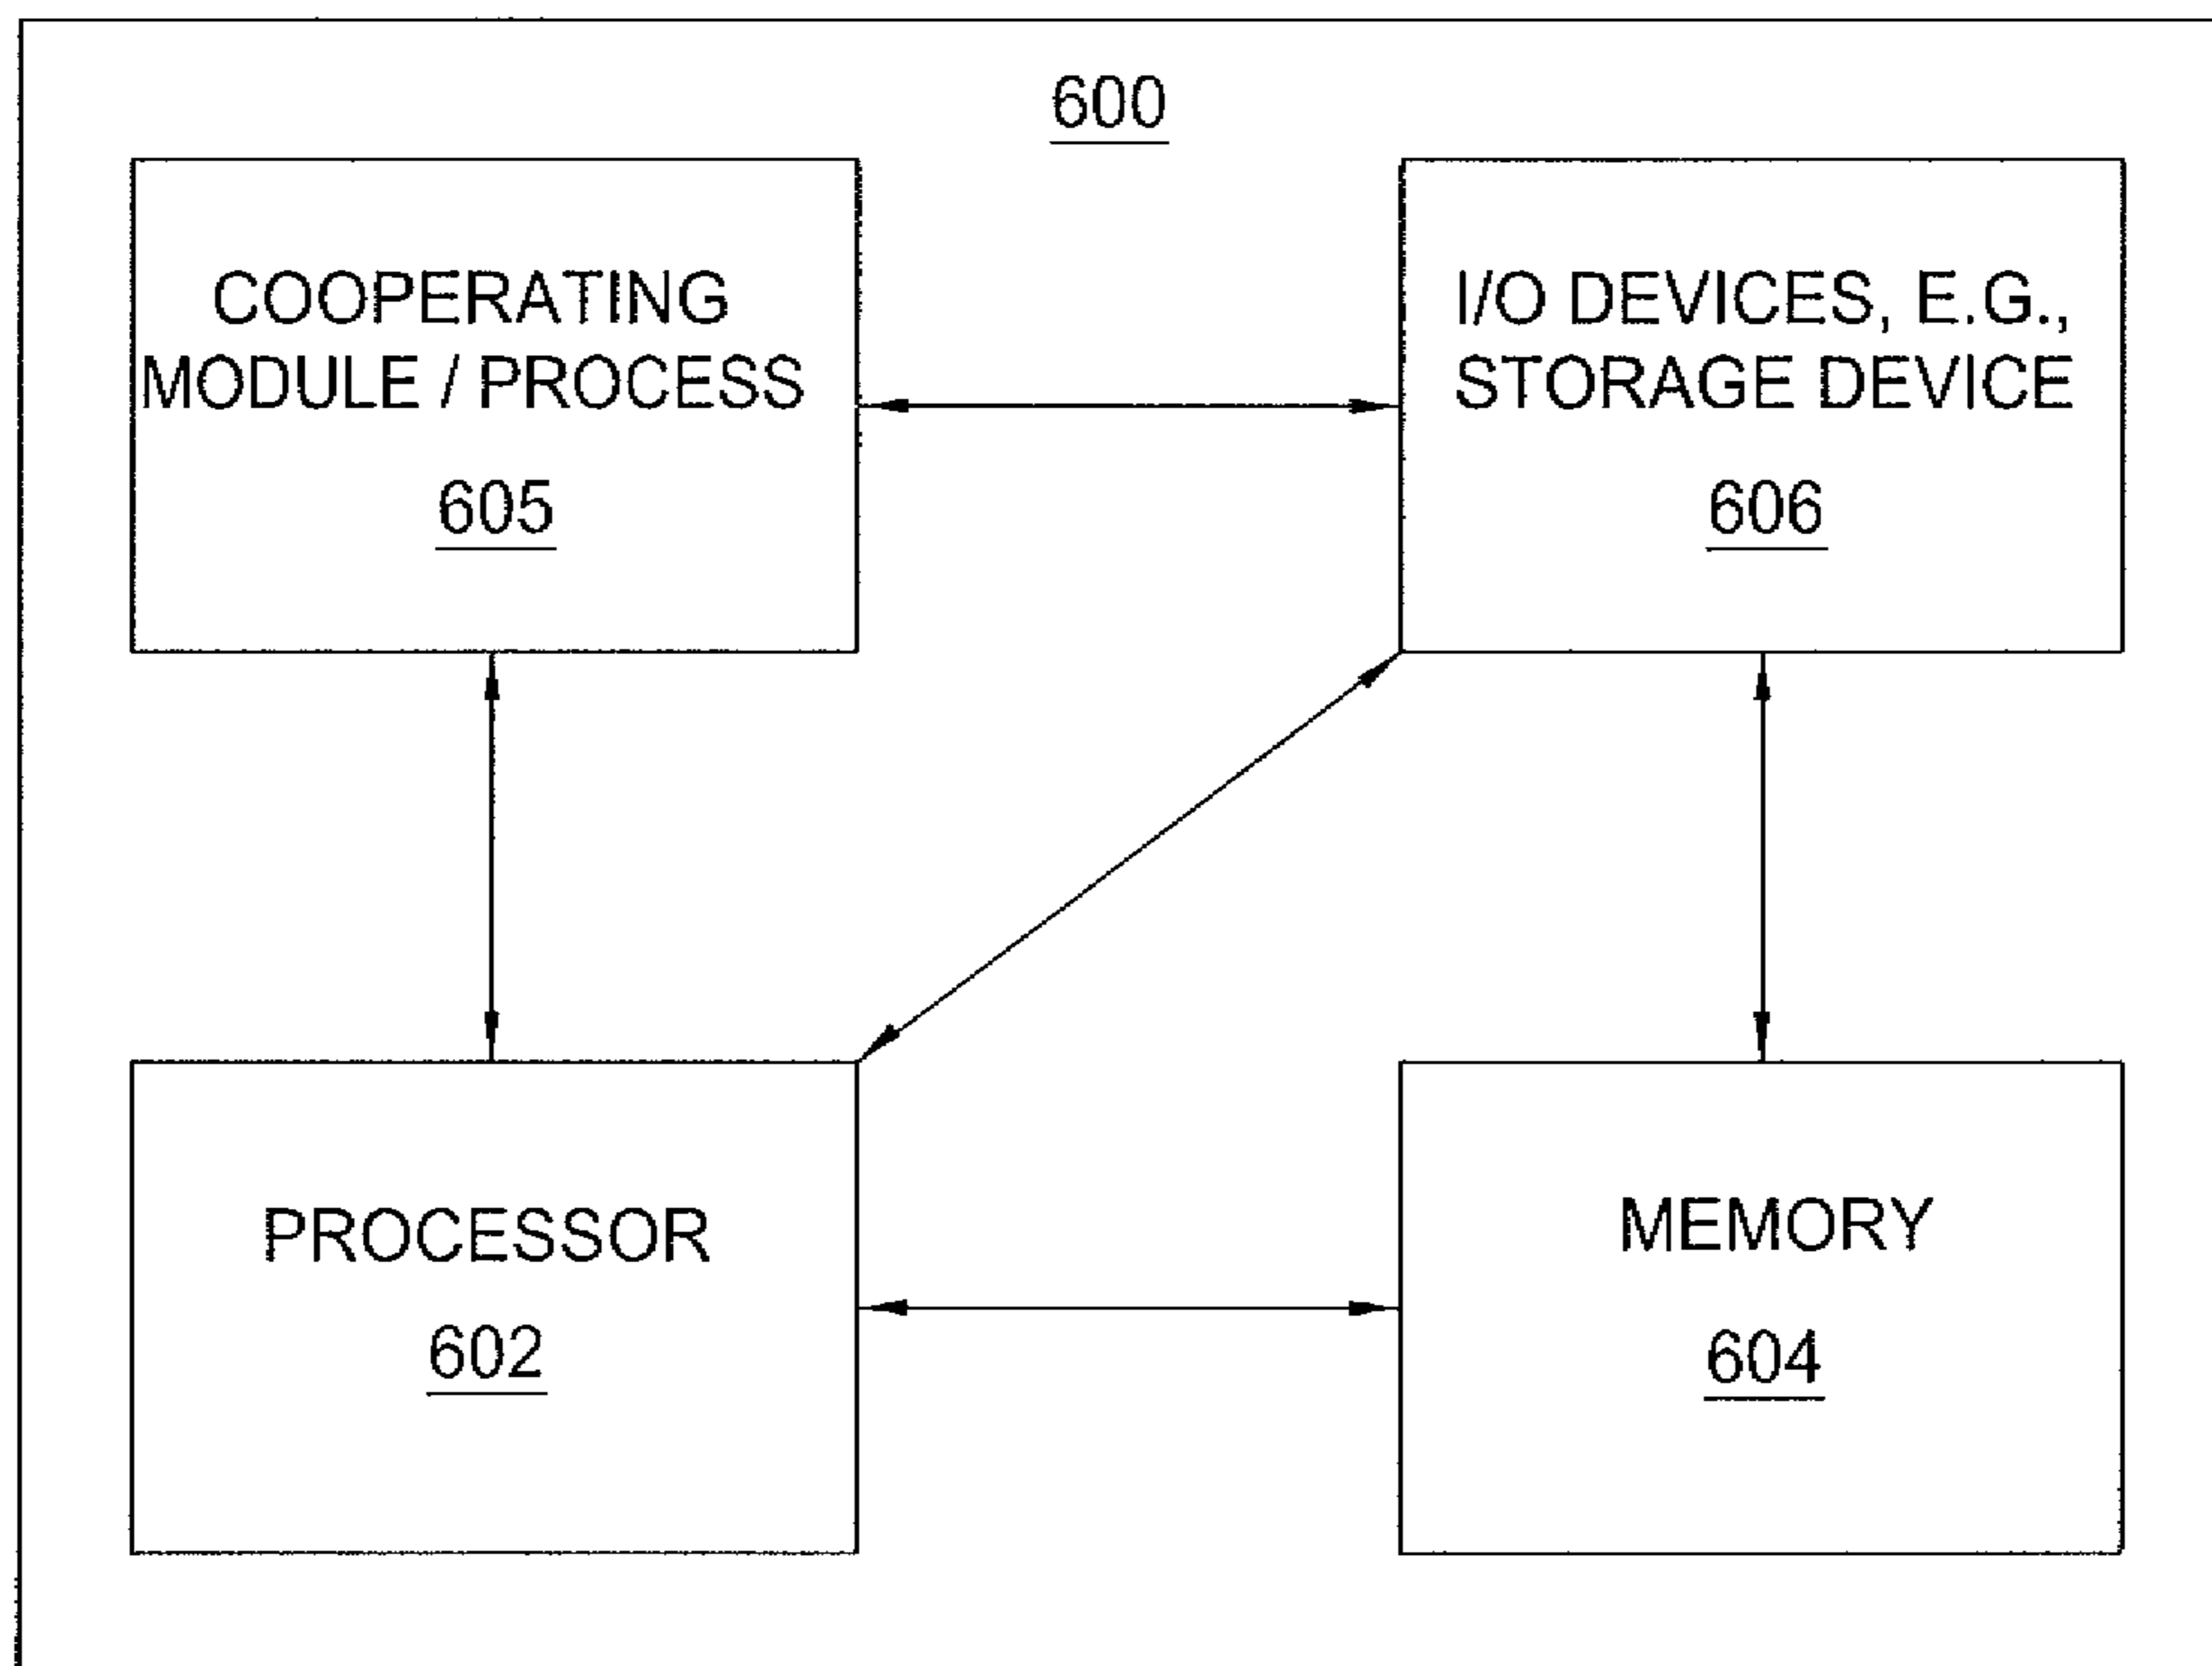 600
COOPERATING
MODULE / PROCESS
605
I/O DEVICES, E.G.,
STORAGE DEVICE
606
PROCESSOR
602
MEMORY
604